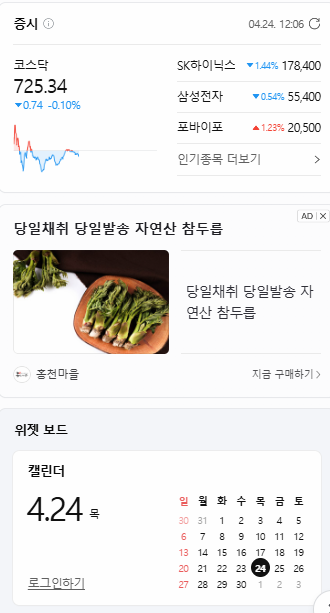 증시 04.24. 12:06
코스닥
725.34
▼0.74 -0.10%
SK하이닉스 ▼1.44% 178,400
삼성전자 ▼0.54% 55,400
포바이포 ▲1.23% 20,500
인기종목 더보기
AD
당일채취 당일발송 자연산 참두릅
당일채취 당일발송 자
연산 참두릅
홍천마을 지금 구매하기
위젯 보드
캘린더
4.24 목
로그인하기
일 월 화 수 목 금 토
30 31 1 2 3 4 5
6 7 8 9 10 11 12
13 14 15 16 17 18 19
20 21 22 23 24 25 26
27 28 29 30 1 2 3